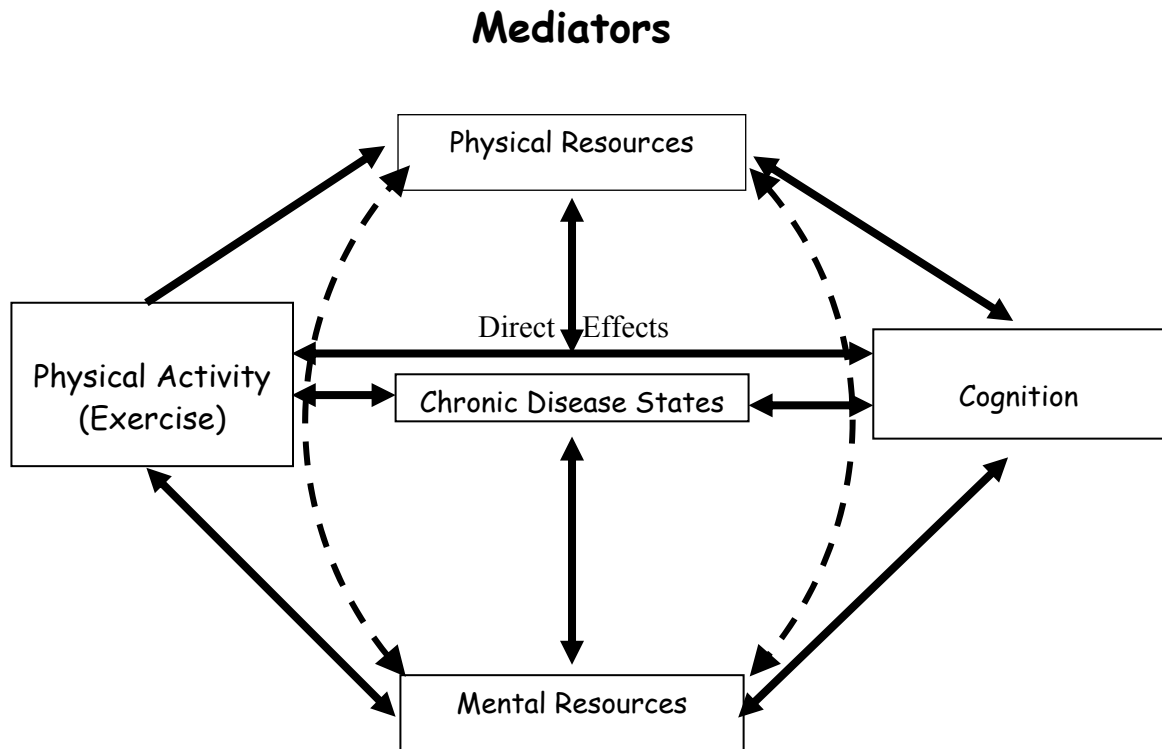 Mediators
Physical Resources
Direct Effects
Physical Activity
(Exercise)
Chronic Disease States
Cognition
Mental Resources